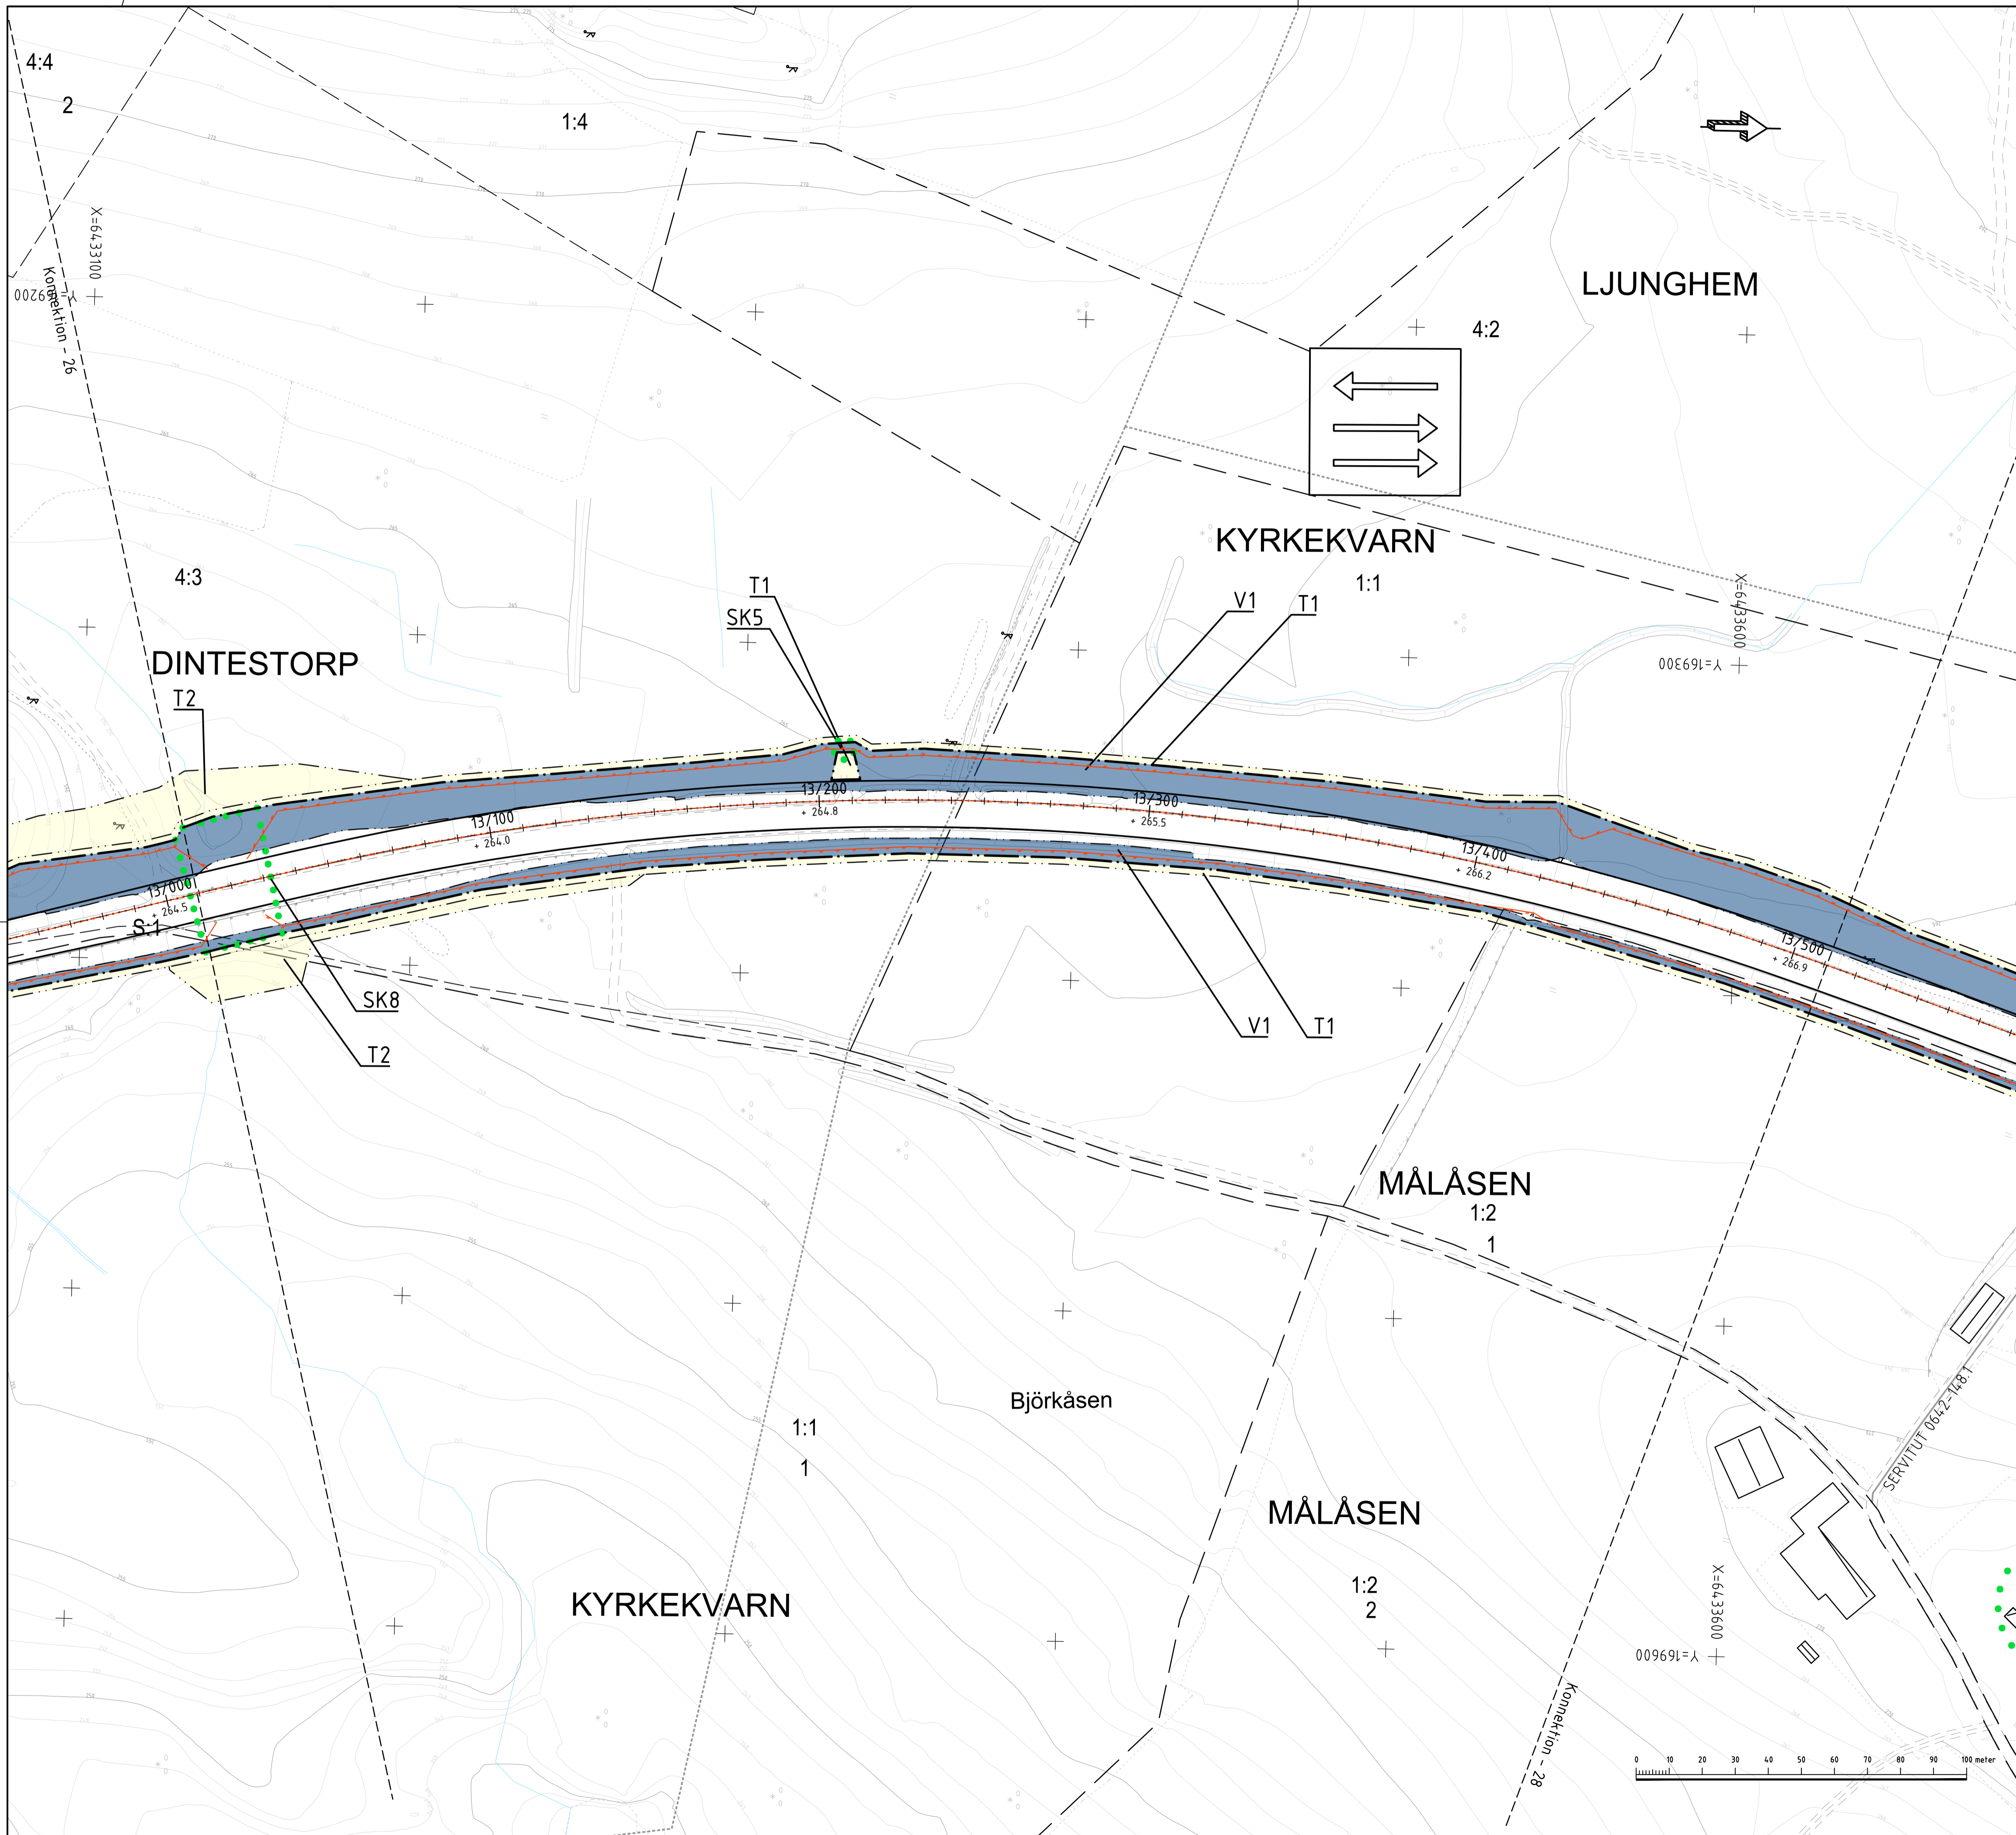 4:4
2
1:4
X=6433100
Y=169200
Konnektion - 26
LJUNGHEM
4:2
KYRKEKVARN
1:1
4:3
DINTESTORP
T2
T1
SK5
V1
T1
X=6433600
Y=169300
13/000
+ 264.5
S:1
13/100
+ 264.0
13/200
+ 264.8
13/300
+ 265.5
13/400
+ 266.2
13/500
+ 266.9
SK8
T2
V1
T1
MÅLÅSEN
1:2
1
Björkåsen
1:1
1
SERVITUT 0642-148.1
MÅLÅSEN
1:2
2
KYRKEKVARN
X=6433600
Y=169600
Konnektion - 28
0 10 20 30 40 50 60 70 80 90 100 meter